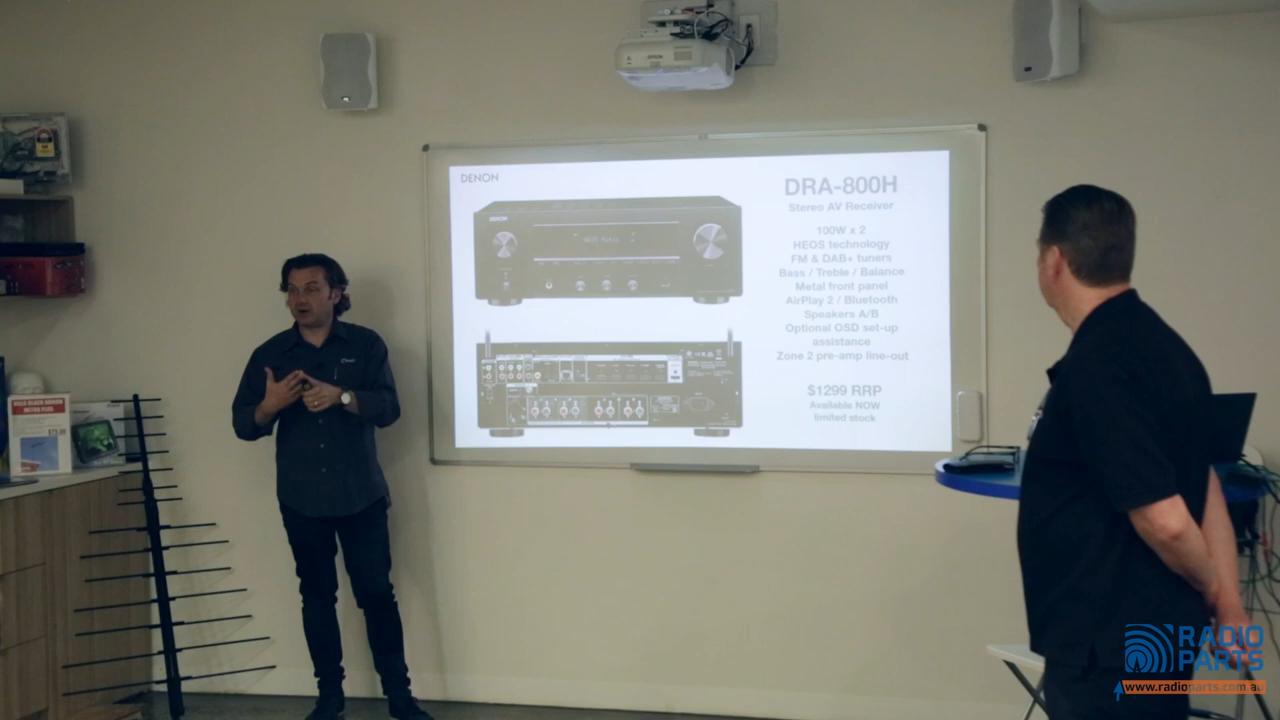 EPSON
DENON
DRA-800H
Stereo AV Receiver
100W x 2
HEOS technology
FM & DAB+ tuners
Bass / Treble / Balance
Metal front panel
AirPlay 2 / Bluetooth
Speakers A/B
Optional OSD set-up
assistance
Zone 2 pre-amp line-out
$1299 RRP
Available NOW
limited stock
DENON
RADIO
PARTS
www.radioparts.com.au